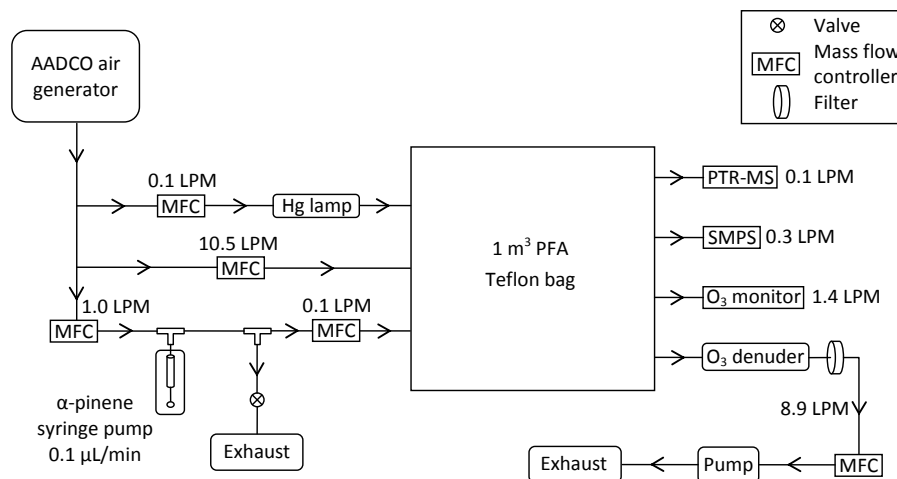 AADCO air
generator
Valve
MFC
Mass flow
controller
Filter
0.1 LPM
MFC
Hg lamp
10.5 LPM
MFC
1.0 LPM
MFC
0.1 LPM
MFC
α-pinene
syringe pump
0.1 µL/min
Exhaust
1 m³ PFA
Teflon bag
PTR-MS
0.1 LPM
SMPS
0.3 LPM
O₃ monitor
1.4 LPM
O₃ denuder
8.9 LPM
MFC
Pump
Exhaust